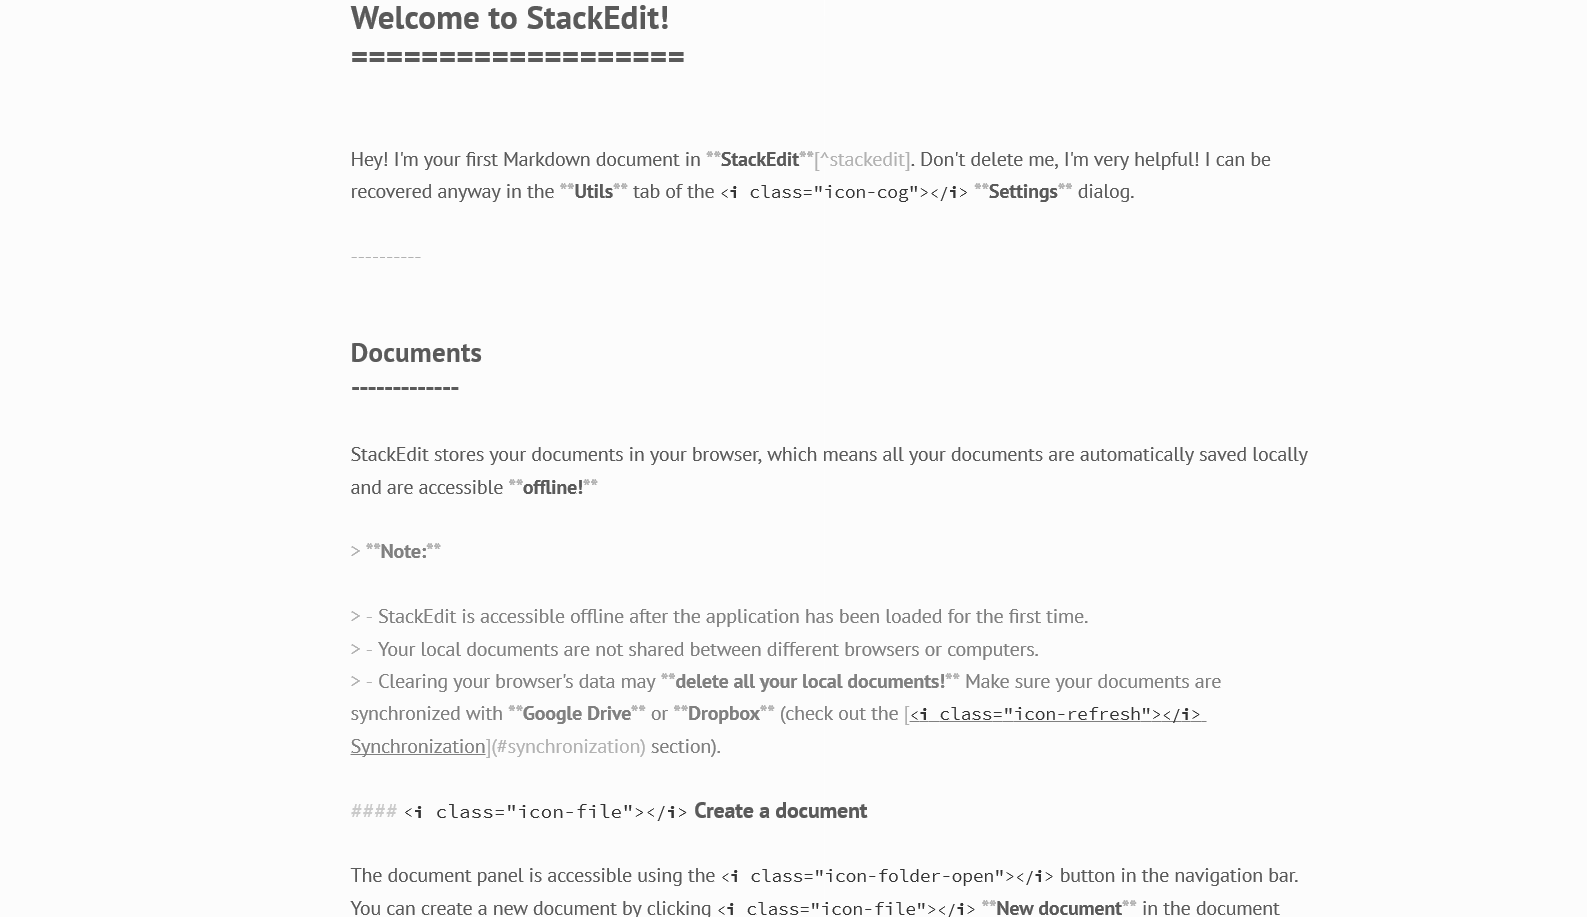 Welcome to StackEdit!
===================
Hey! I'm your first Markdown document in **StackEdit**[^stackedit]. Don't delete me, I'm very helpful! I can be
recovered anyway in the **Utils** tab of the <i class="icon-cog"></i> **Settings** dialog.
----------
Documents
-------------
StackEdit stores your documents in your browser, which means all your documents are automatically saved locally
and are accessible **offline!**
> **Note:**
> - StackEdit is accessible offline after the application has been loaded for the first time.
> - Your local documents are not shared between different browsers or computers.
> - Clearing your browser's data may **delete all your local documents!** Make sure your documents are
synchronized with **Google Drive** or **Dropbox** (check out the [<i class="icon-refresh"></i>
Synchronization](#synchronization) section).
#### <i class="icon-file"></i> Create a document
The document panel is accessible using the <i class="icon-folder-open"></i> button in the navigation bar.
You can create a new document by clicking <i class="icon-file"></i> **New document** in the document